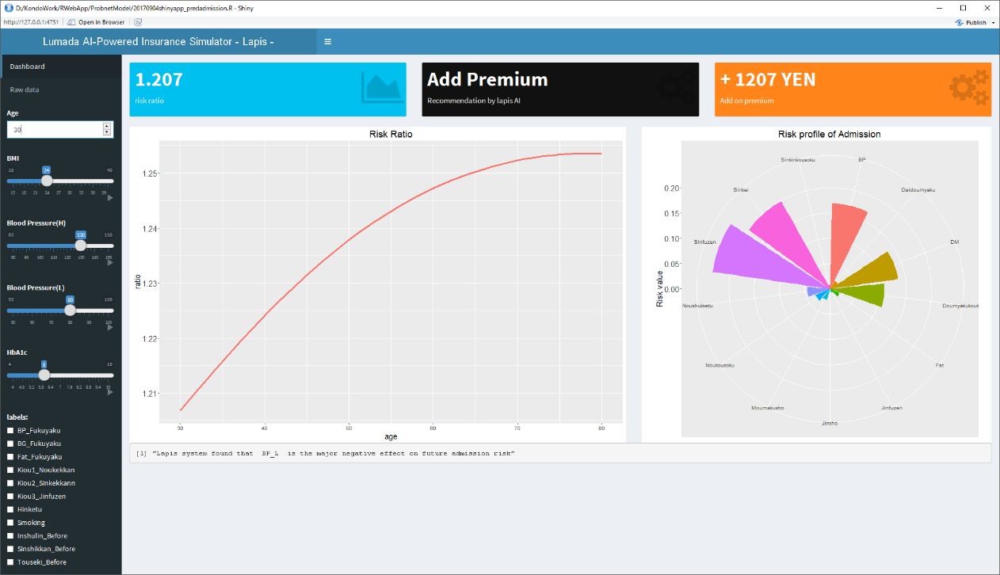 D:/KondoWork/RWebApp/ProbnetModel/20170904shinyapp_predadmission.R - Shiny
http://127.0.0.1:4751 Open in Browser Publish
Lumada AI-Powered Insurance Simulator - Lapis -
Dashboard
Raw data
Age
30
BMI
15 24 40
15 18 21 24 27 30 33 36 39
Blood Pressure(H)
80 130 150
80 90 100 110 120 130 140 150
Blood Pressure(L)
50 80 100
50 60 70 80 90 100
HbA1c
4 6 10
4 4.6 5.2 5.8 6.4 7 7.6 8.2 8.8 9.4 10
labels:
BP_Fukuyaku
BG_Fukuyaku
Fat_Fukuyaku
Kiou1_Noukekkan
Kiou2_Sinkekkann
Kiou3_Jinfuzen
Hinketu
Smoking
Inshulin_Before
Sinshikkan_Before
Touseki_Before
1.207
risk ratio
Add Premium
Recommendation by lapis AI
+ 1207 YEN
Add on premium
Risk Ratio
1.25
1.24
1.23
1.22
1.21
ratio
30 40 50 60 70 80
age
Risk profile of Admission
0.20
0.15
0.10
0.05
0.00
Risk value
BP
Daidoumyaku
DM
Doumyakukouk
Fat
Jinfuzen
Jinsho
Moumakusho
Noukousoku
Noushukketu
Sinfuzen
Sinkei
Sinkinkousoku
[1] "Lapis system found that BP_L is the major negative effect on future admission risk"